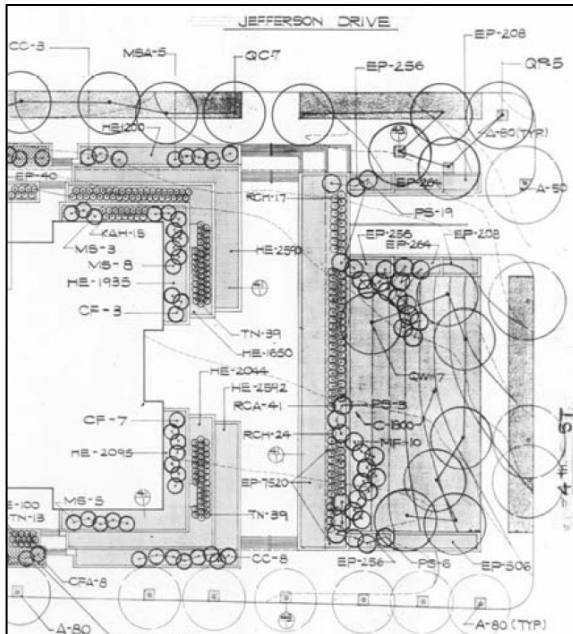 JEFFERSON DRIVE
CC-3
MSA-5
QC-7
EP-208
EP-256
QP-5
HE-1200
A-80 (TYP)
EP-40
EP-264
A-50
RCH-17
PS-19
KAH-15
EP-256
EP-208
MS-3
HE-2590
EP-264
MS-8
HE-1935
CF-3
TN-39
HE-1650
HE-2044
QW-7
HE-2592
PS-3
RCA-41
C-1800
CF-7
RCH-24
MF-10
HE-2095
4TH ST
EP-7520
MS-5
E-100
TN-13
TN-39
CC-8
EP-256
PS-6
EP-506
CFA-8
A-80
A-80 (TYP)